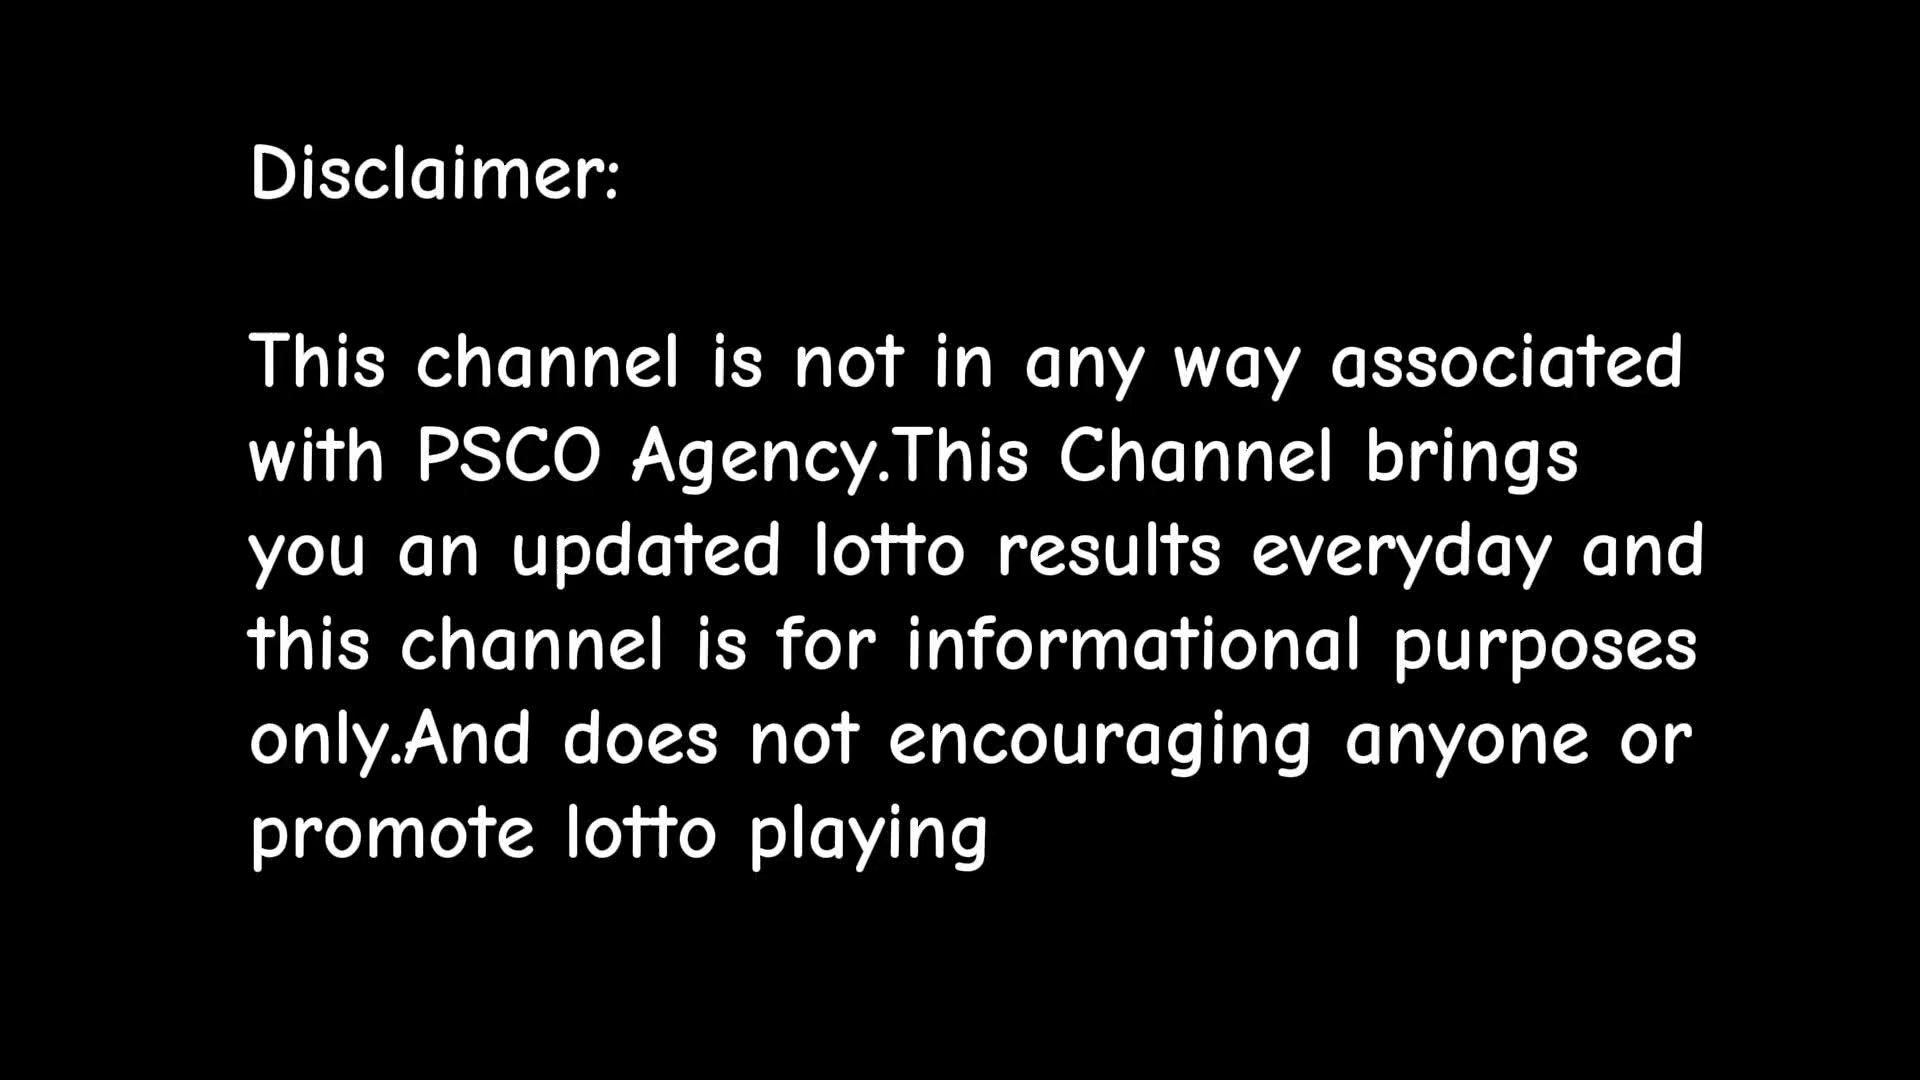 Disclaimer:
This channel is not in any way associated
with PSCO Agency.This Channel brings
you an updated lotto results everyday and
this channel is for informational purposes
only.And does not encouraging anyone or
promote lotto playing